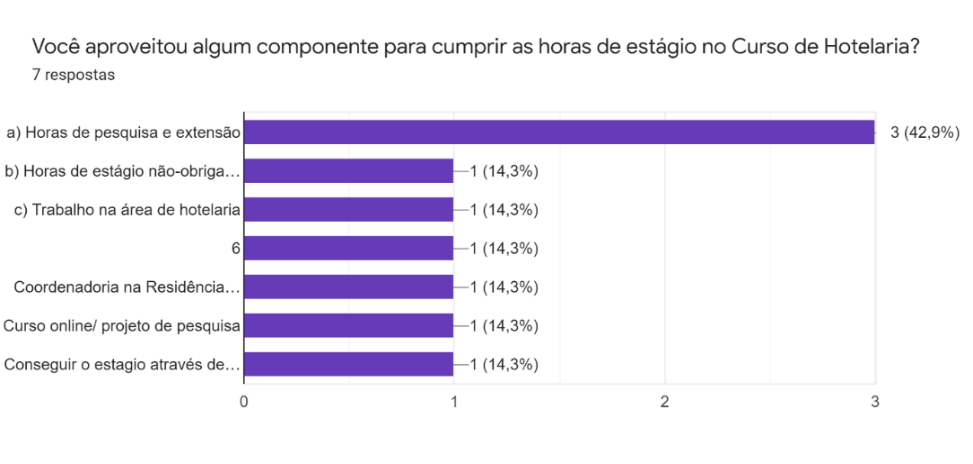 Você aproveitou algum componente para cumprir as horas de estágio no Curso de Hotelaria?
7 respostas
a) Horas de pesquisa e extensão
3 (42,9%)
b) Horas de estágio não-obriga…
1 (14,3%)
c) Trabalho na área de hotelaria
1 (14,3%)
6
1 (14,3%)
Coordenadoria na Residência…
1 (14,3%)
Curso online/ projeto de pesquisa
1 (14,3%)
Conseguir o estagio através de…
1 (14,3%)
0
1
2
3